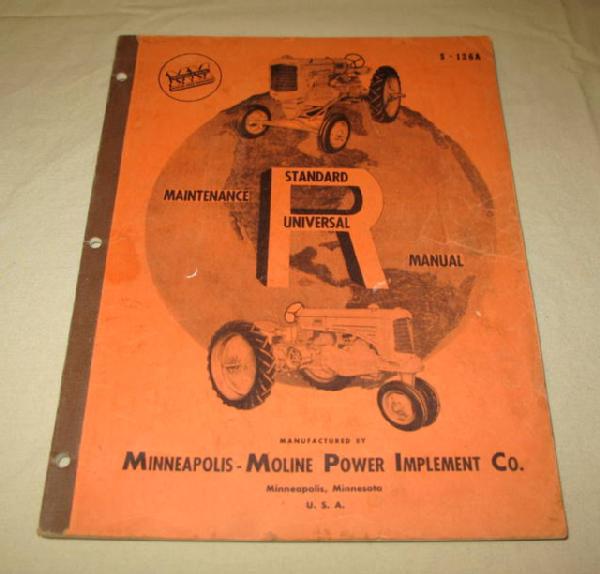 S - 126A
STANDARD
MAINTENANCE
R
UNIVERSAL
MANUAL
MANUFACTURED BY
MINNEAPOLIS - MOLINE POWER IMPLEMENT CO.
Minneapolis, Minnesota
U. S. A.